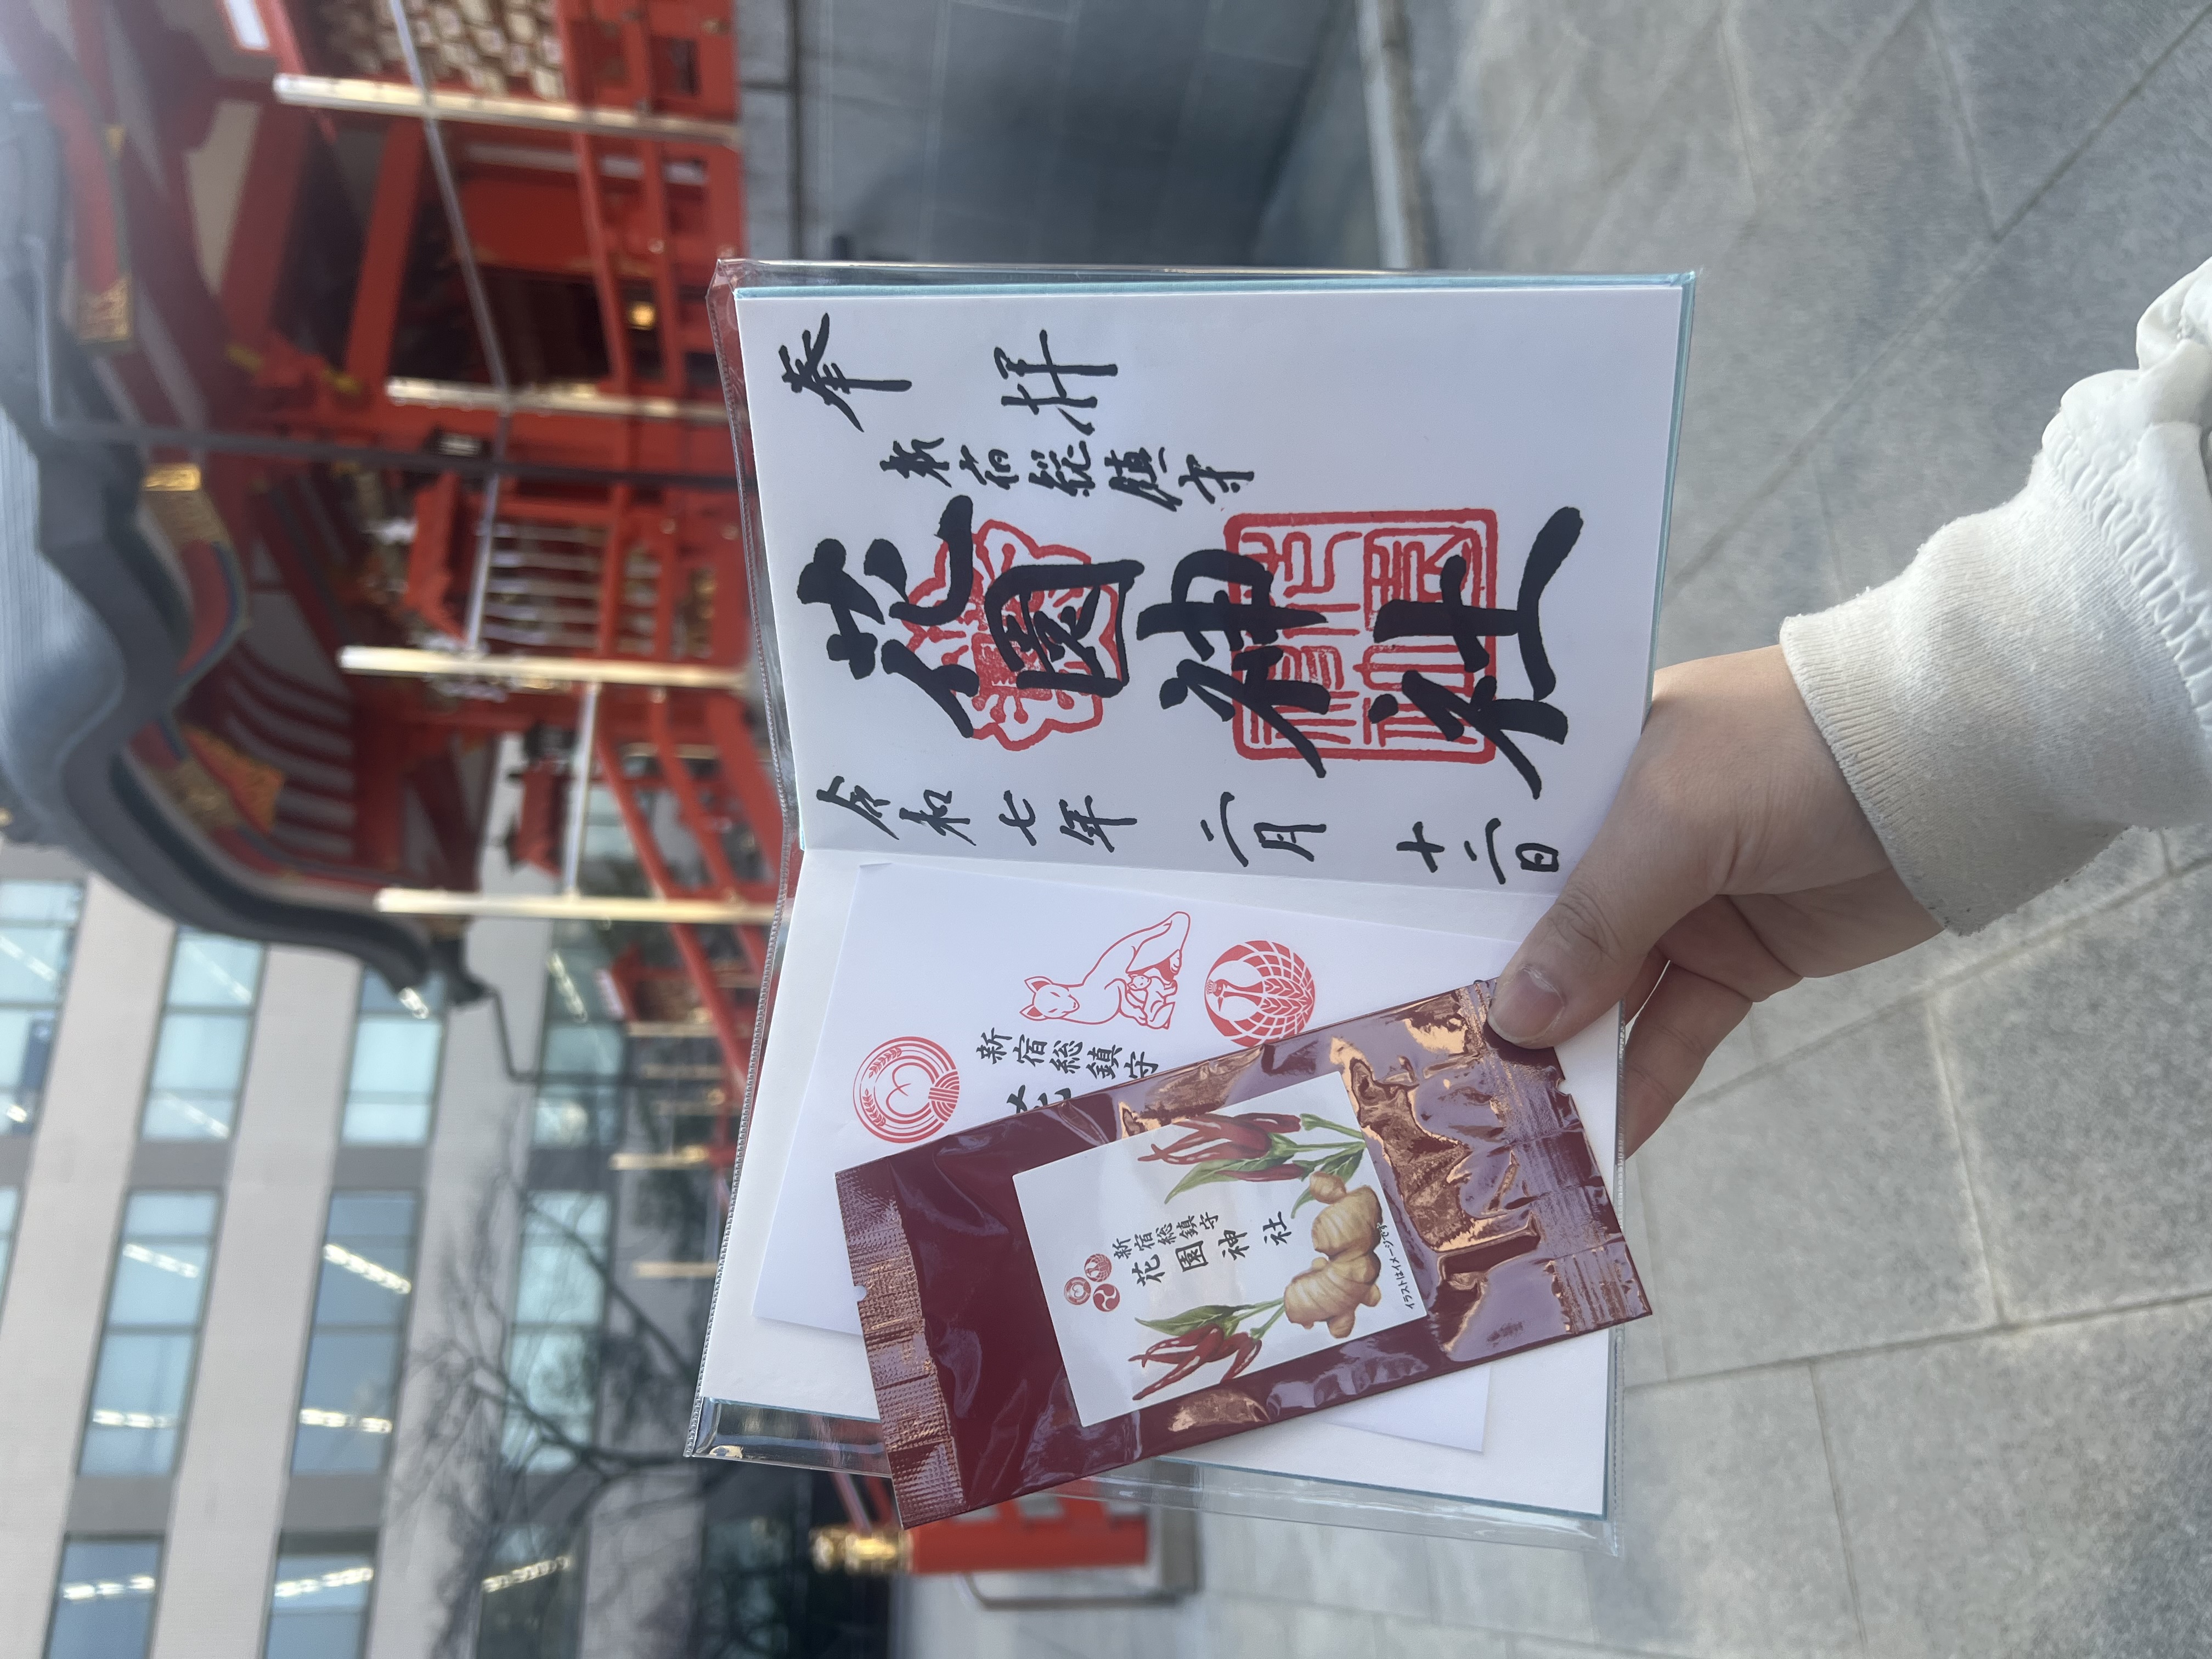 奉拝
新宿総鎮守
花園神社
令和七年二月十二日
新宿総鎮守
花
新宿総鎮守
花園神社
イラストはイメージです